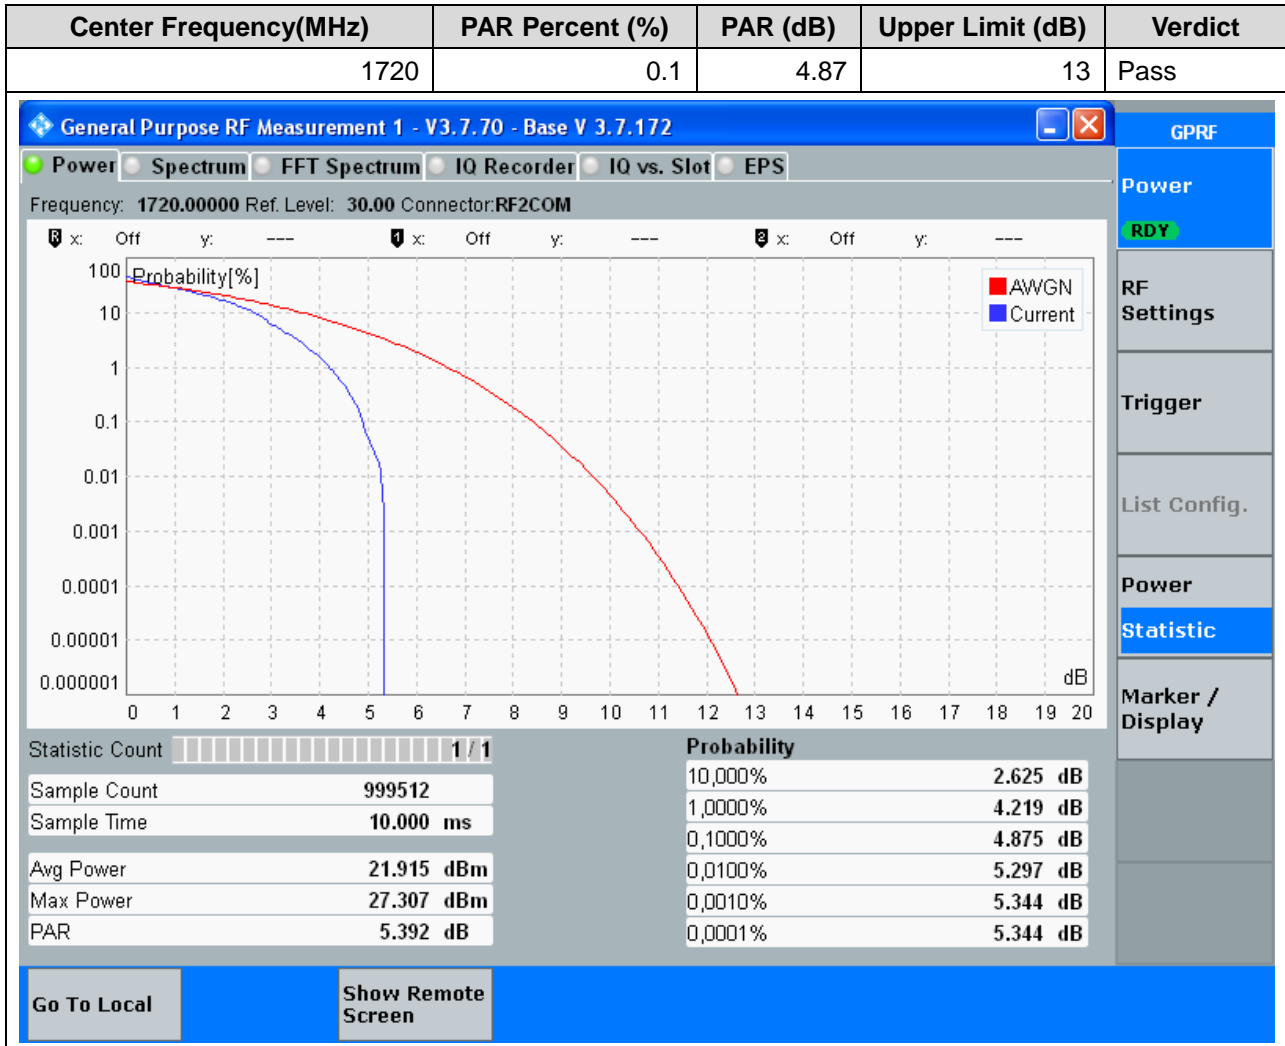 Center Frequency(MHz) PAR Percent (%) PAR (dB) Upper Limit (dB) Verdict
1720 0.1 4.87 13 Pass
General Purpose RF Measurement 1 - V3.7.70 - Base V 3.7.172
GPRF
Power Spectrum FFT Spectrum IQ Recorder IQ vs. Slot EPS
Frequency: 1720.00000 Ref. Level: 30.00 Connector:RF2COM
R x: Off y: --- 1 x: Off y: --- 2 x: Off y: ---
Probability[%]
AWGN
Current
100
10
1
0.1
0.01
0.001
0.0001
0.00001
0.000001
dB
0 1 2 3 4 5 6 7 8 9 10 11 12 13 14 15 16 17 18 19 20
Statistic Count 1 / 1
Sample Count 999512
Sample Time 10.000 ms
Avg Power 21.915 dBm
Max Power 27.307 dBm
PAR 5.392 dB
Probability
10,000% 2.625 dB
1,0000% 4.219 dB
0,1000% 4.875 dB
0,0100% 5.297 dB
0,0010% 5.344 dB
0,0001% 5.344 dB
Power
RDY
RF
Settings
Trigger
List Config.
Power
Statistic
Marker /
Display
Go To Local
Show Remote
Screen